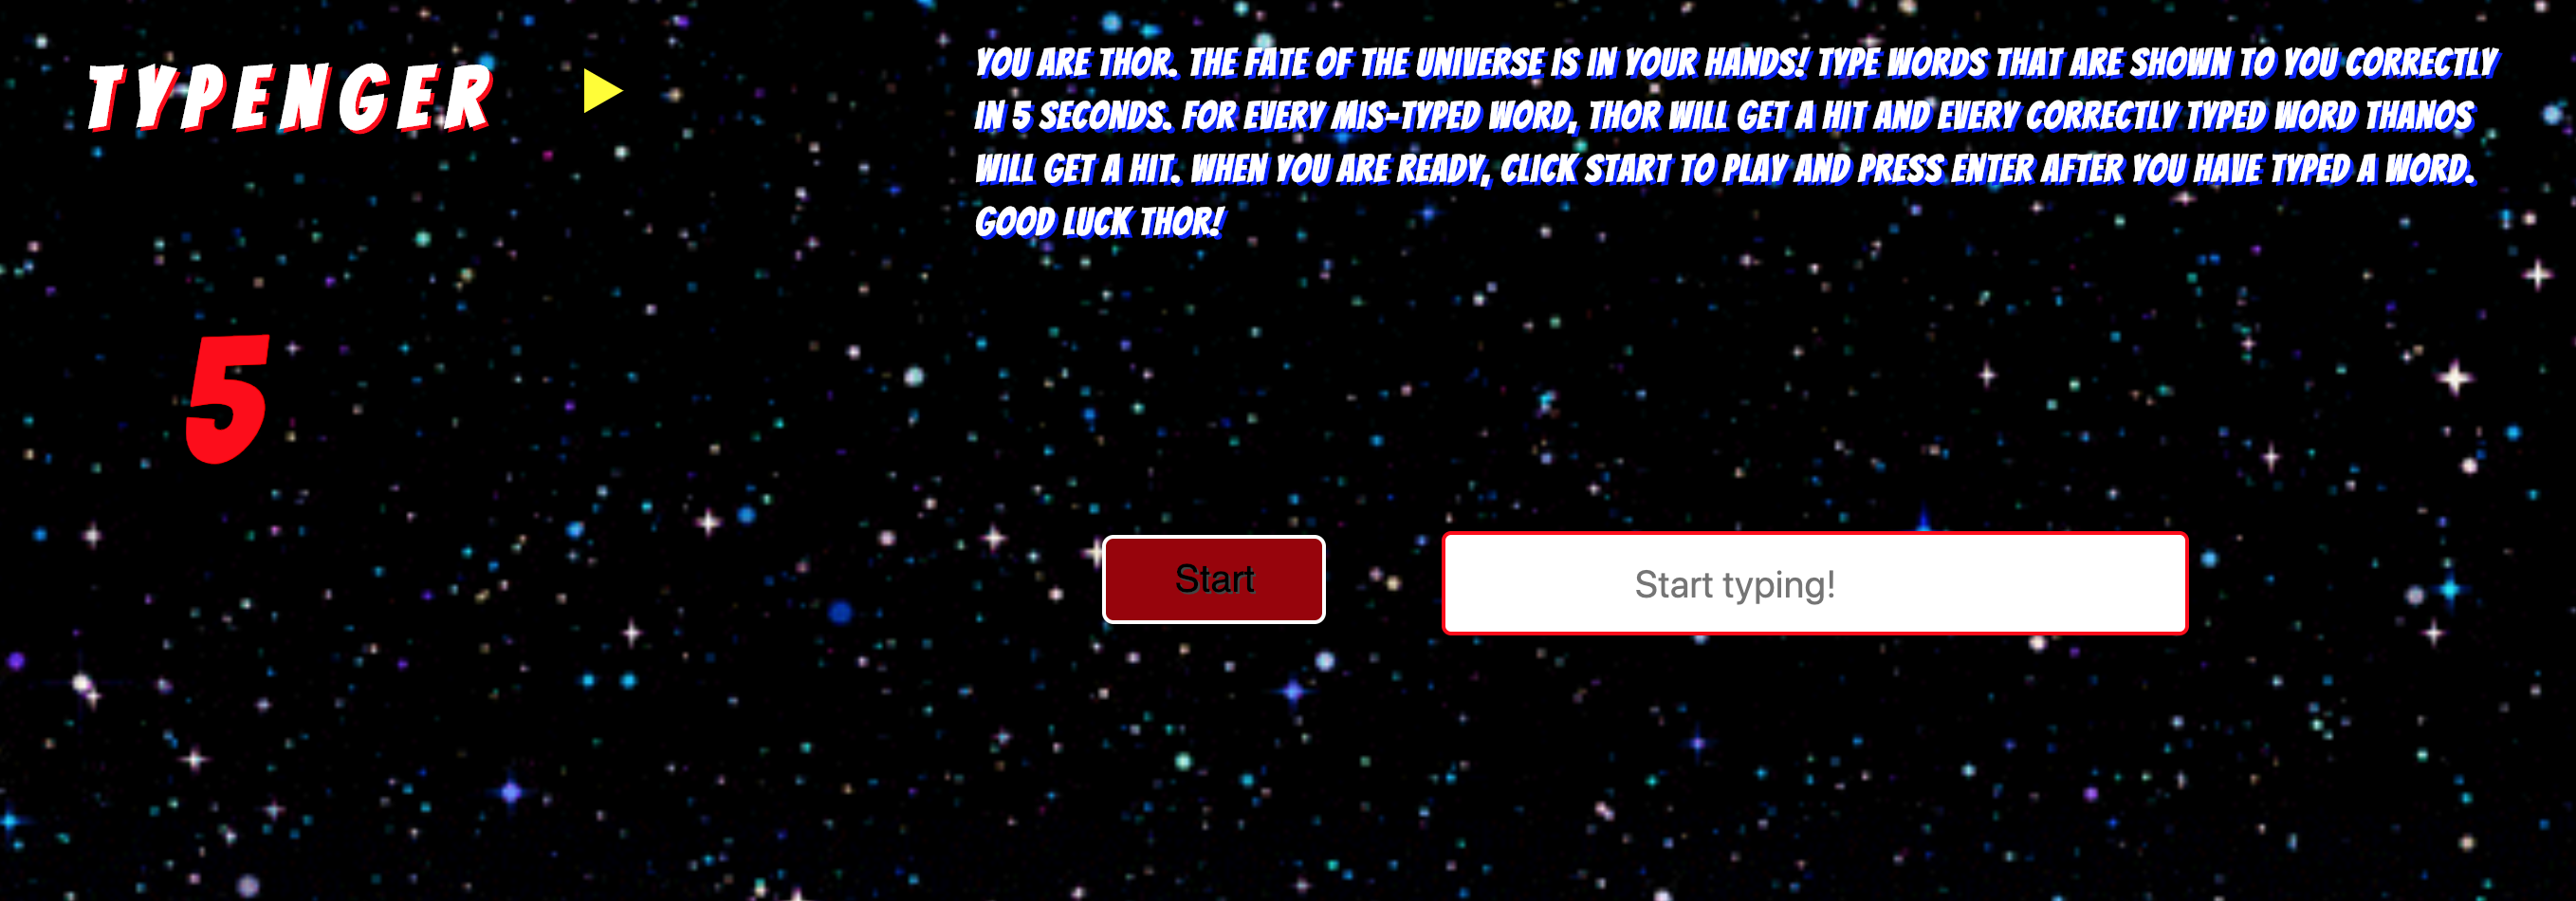 TYPENGER
YOU ARE THOR. THE FATE OF THE UNIVERSE IS IN YOUR HANDS! TYPE WORDS THAT ARE SHOWN TO YOU CORRECTLY
IN 5 SECONDS. FOR EVERY MIS-TYPED WORD, THOR WILL GET A HIT AND EVERY CORRECTLY TYPED WORD THANOS
WILL GET A HIT. WHEN YOU ARE READY, CLICK START TO PLAY AND PRESS ENTER AFTER YOU HAVE TYPED A WORD.
GOOD LUCK THOR!
5
Start
Start typing!